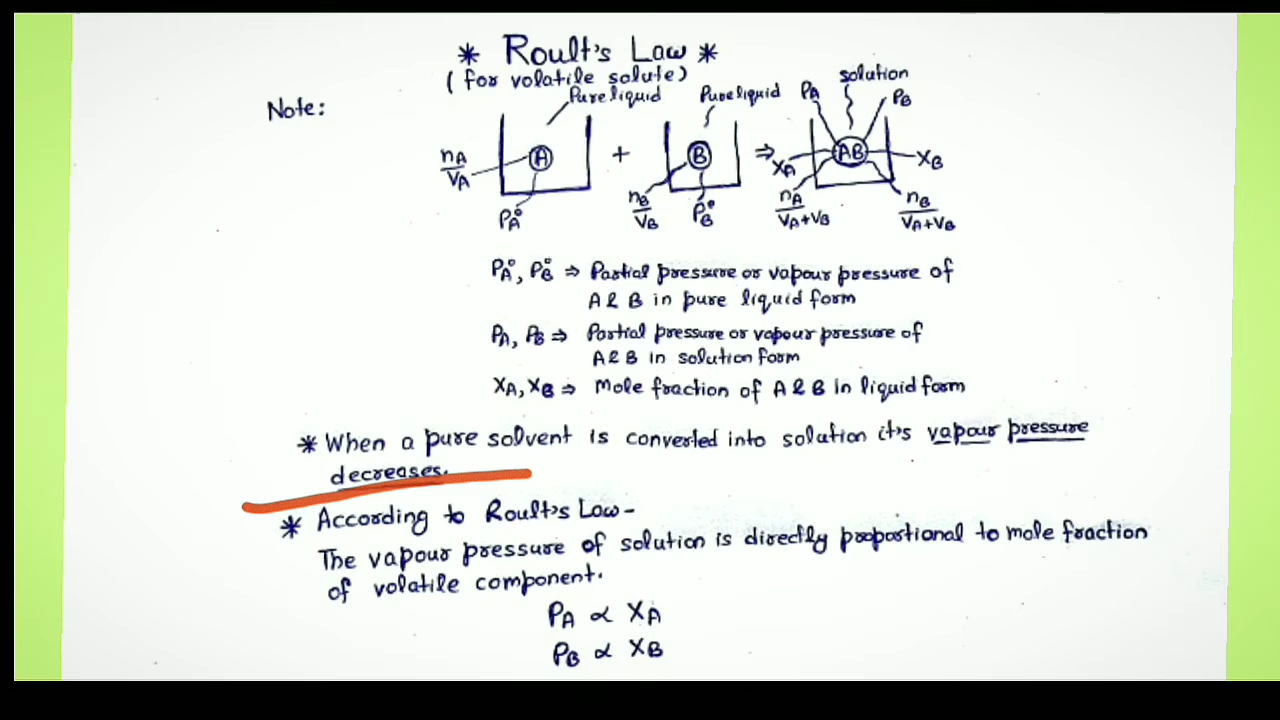 * Roult's Law *
(for volatile solute)
Note:
Pure liquid
Pure liquid
PA
solution
PB
nA/VA
A
+
B
⇒
AB
XA
XB
PA°
nB/VB
PB°
nA/VA+VB
nB/VA+VB
PA°, PB° ⇒ Partial pressure or vapour pressure of
A & B in pure liquid form
PA, PB ⇒ Partial pressure or vapour pressure of
A & B in solution form
XA, XB ⇒ Mole fraction of A & B in liquid form
* When a pure solvent is converted into solution it's vapour pressure
decreases.
* According to Roult's Law -
The vapour pressure of solution is directly proportional to mole fraction
of volatile component.
PA ∝ XA
PB ∝ XB